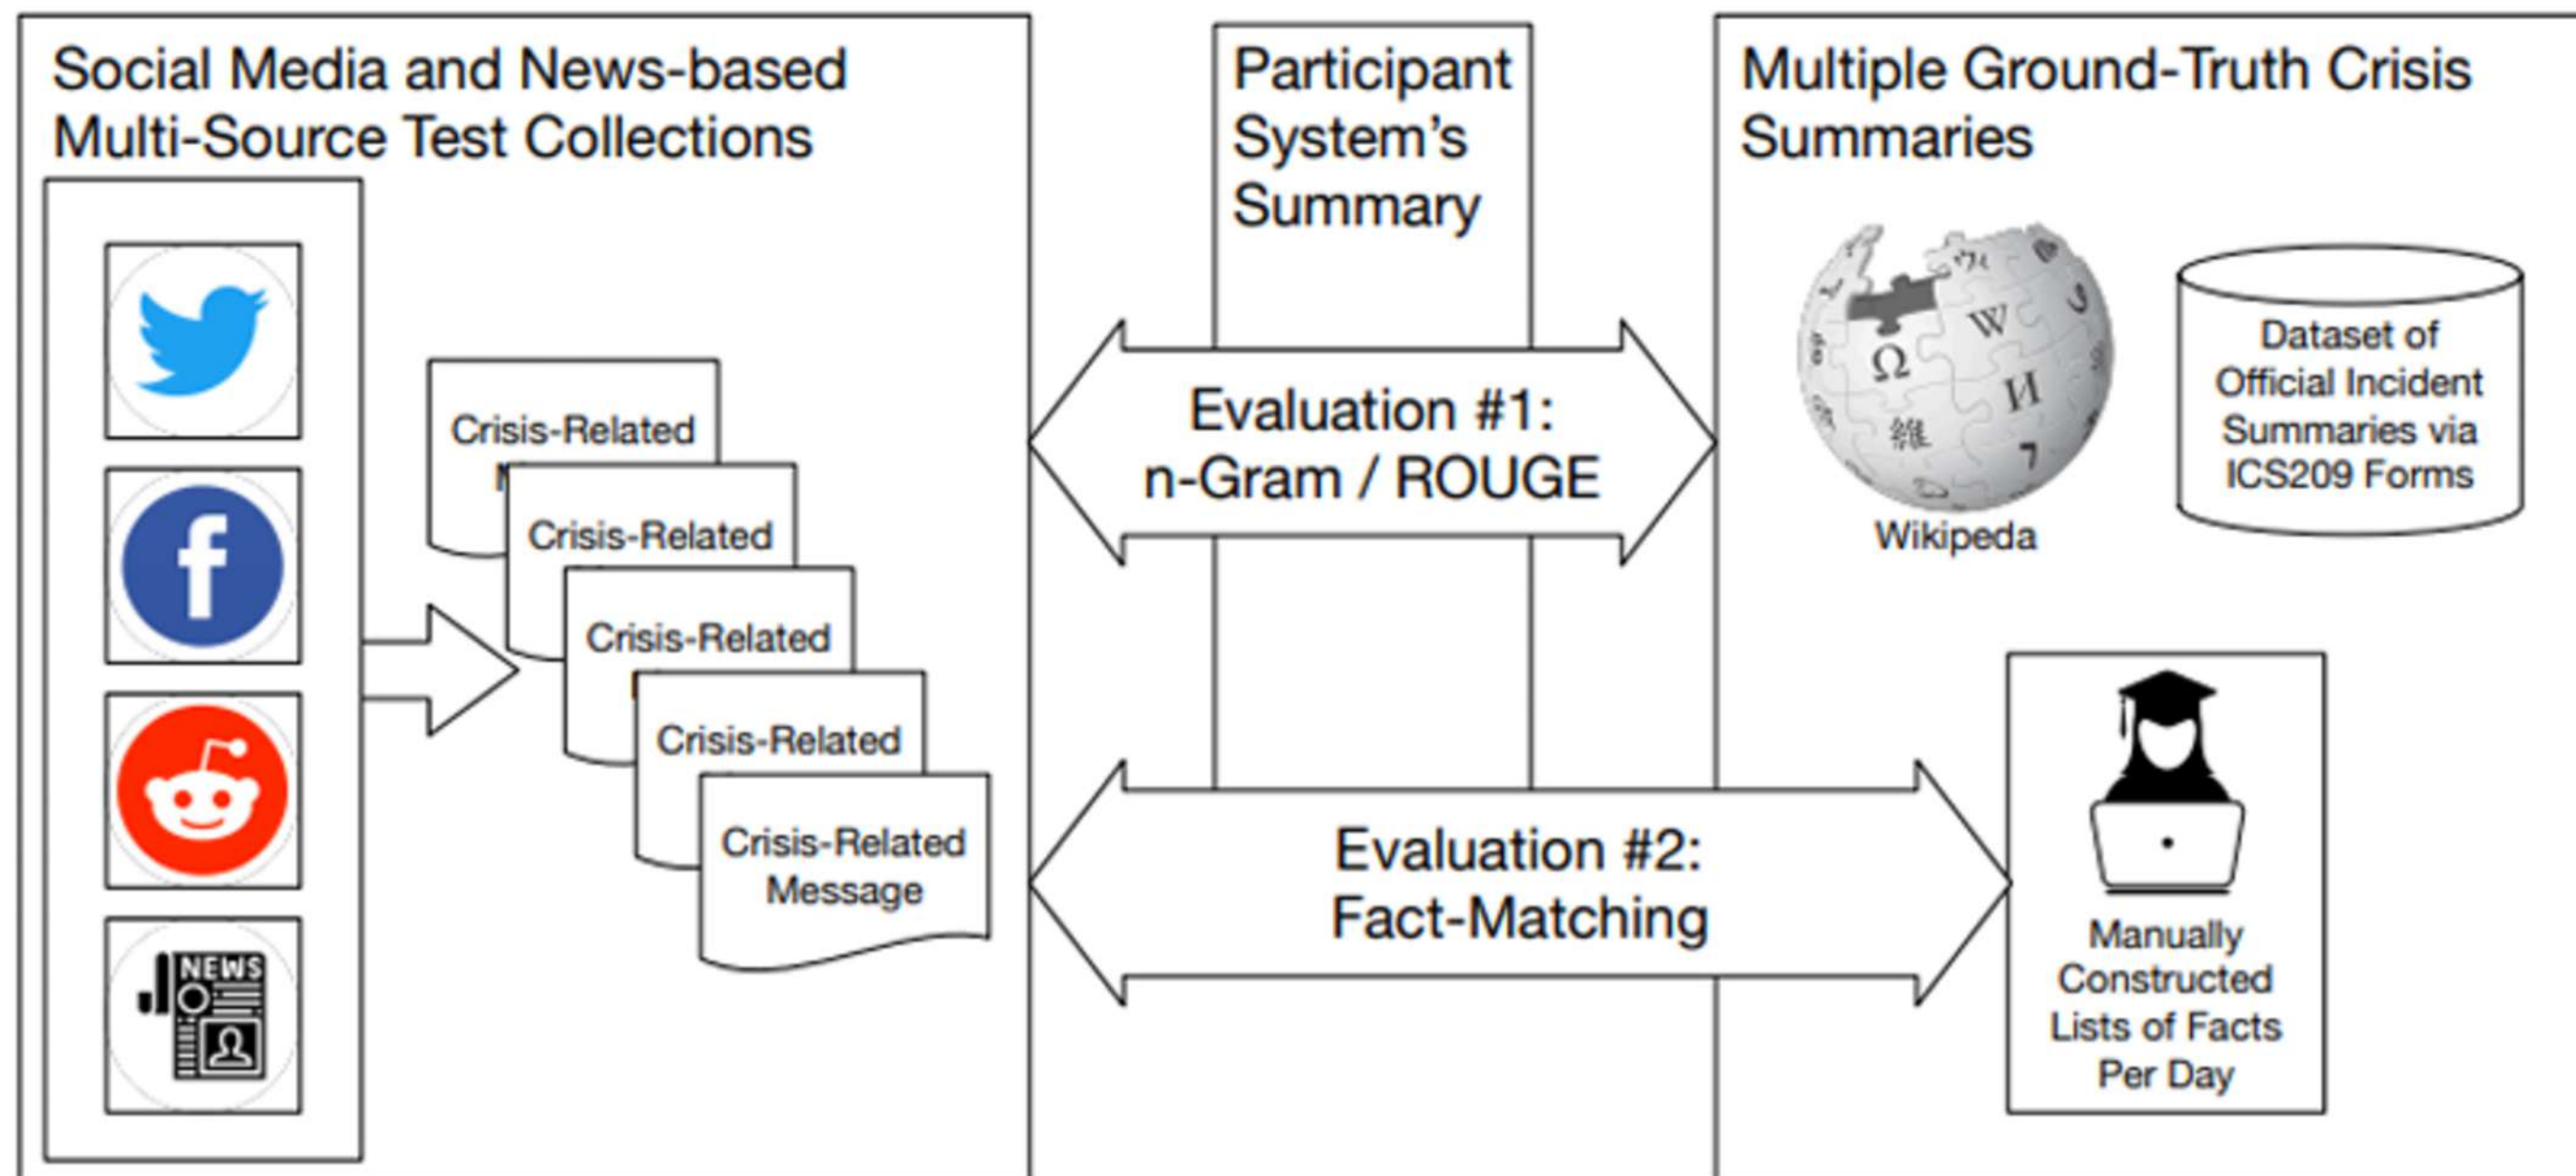 Social Media and News-based
Multi-Source Test Collections
NEWS
Crisis-Related
Crisis-Related
Crisis-Related
Crisis-Related
Crisis-Related
Message
Participant
System's
Summary
Evaluation #1:
n-Gram / ROUGE
Evaluation #2:
Fact-Matching
Multiple Ground-Truth Crisis
Summaries
Ω W И
維
Wikipeda
Dataset of
Official Incident
Summaries via
ICS209 Forms
Manually
Constructed
Lists of Facts
Per Day